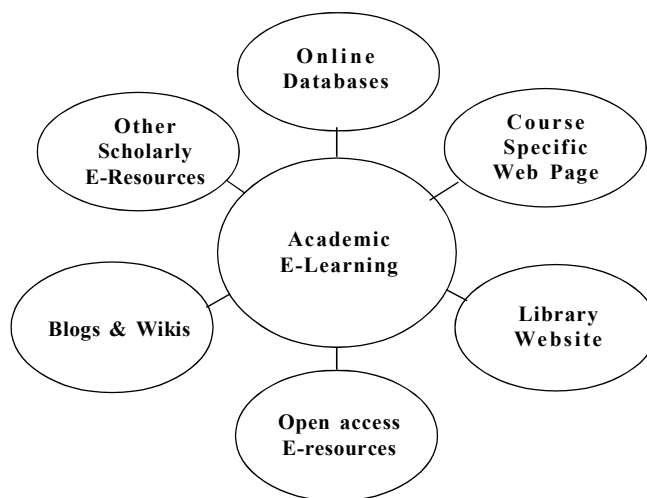 Online
Databases
Other
Scholarly
E-Resources
Course
Specific
Web Page
Academic
E-Learning
Blogs & Wikis
Library
Website
Open access
E-resources